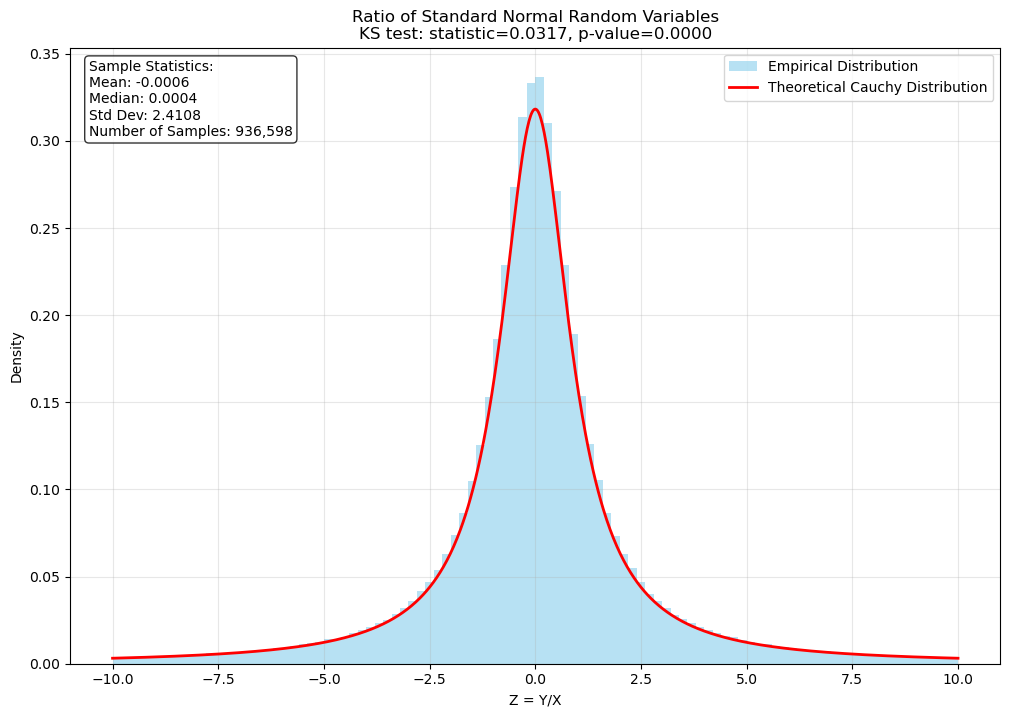 Ratio of Standard Normal Random Variables
KS test: statistic=0.0317, p-value=0.0000
Sample Statistics:
Mean: -0.0006
Median: 0.0004
Std Dev: 2.4108
Number of Samples: 936,598
Empirical Distribution
Theoretical Cauchy Distribution
0.35
0.30
0.25
0.20
0.15
0.10
0.05
0.00
Density
−10.0 −7.5 −5.0 −2.5 0.0 2.5 5.0 7.5 10.0
Z = Y/X